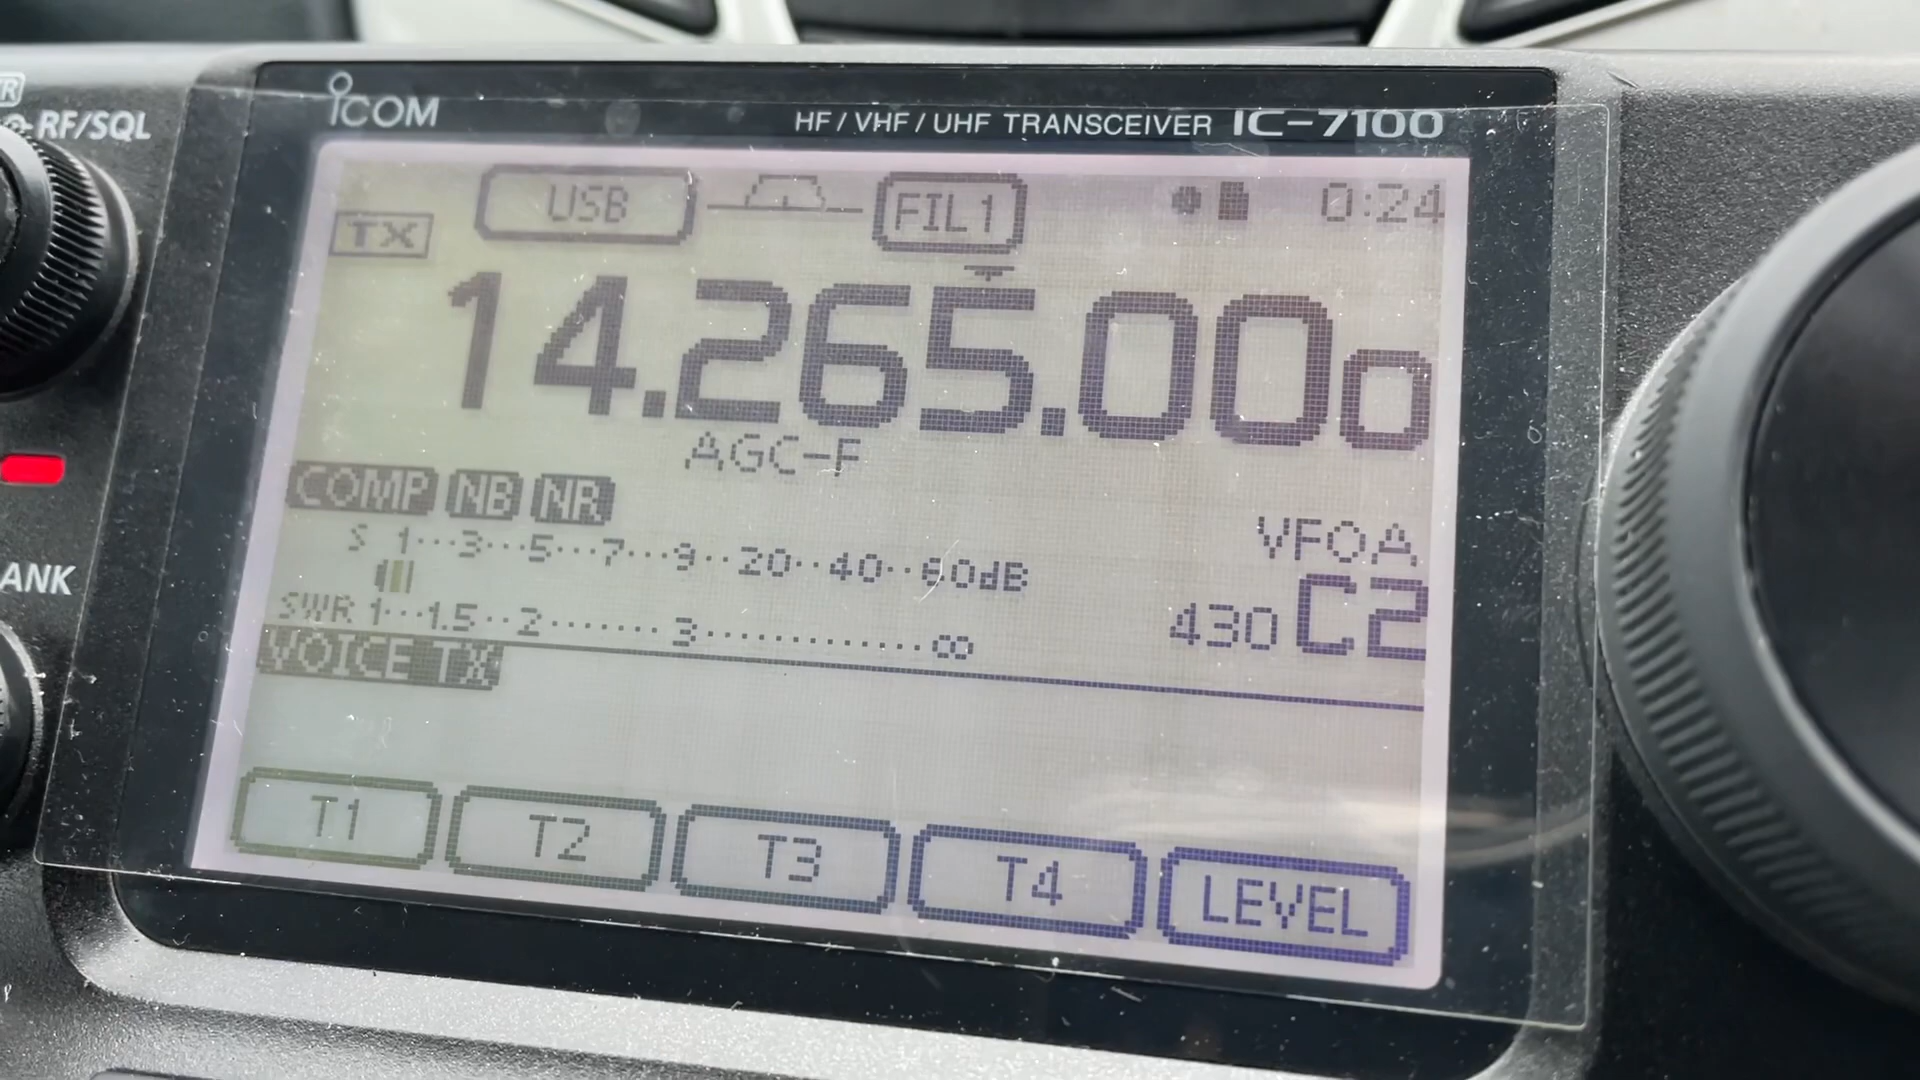 ICOM
HF / VHF / UHF TRANSCEIVER IC-7100
RF/SQL
USB
FIL1
0:24
TX
14.265.000
AGC-F
COMP NB NR
S 1···3···5···7···9··20··40··60dB
VFOA
ANK
SWR 1···1.5··2·······3············∞
430 C2
VOICE TX
T1
T2
T3
T4
LEVEL